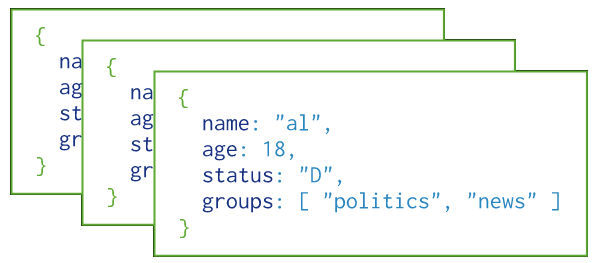 {
na
ag
st
gr
}
{
na
ag
st
gr
}
{
name: "al",
age: 18,
status: "D",
groups: [ "politics", "news" ]
}